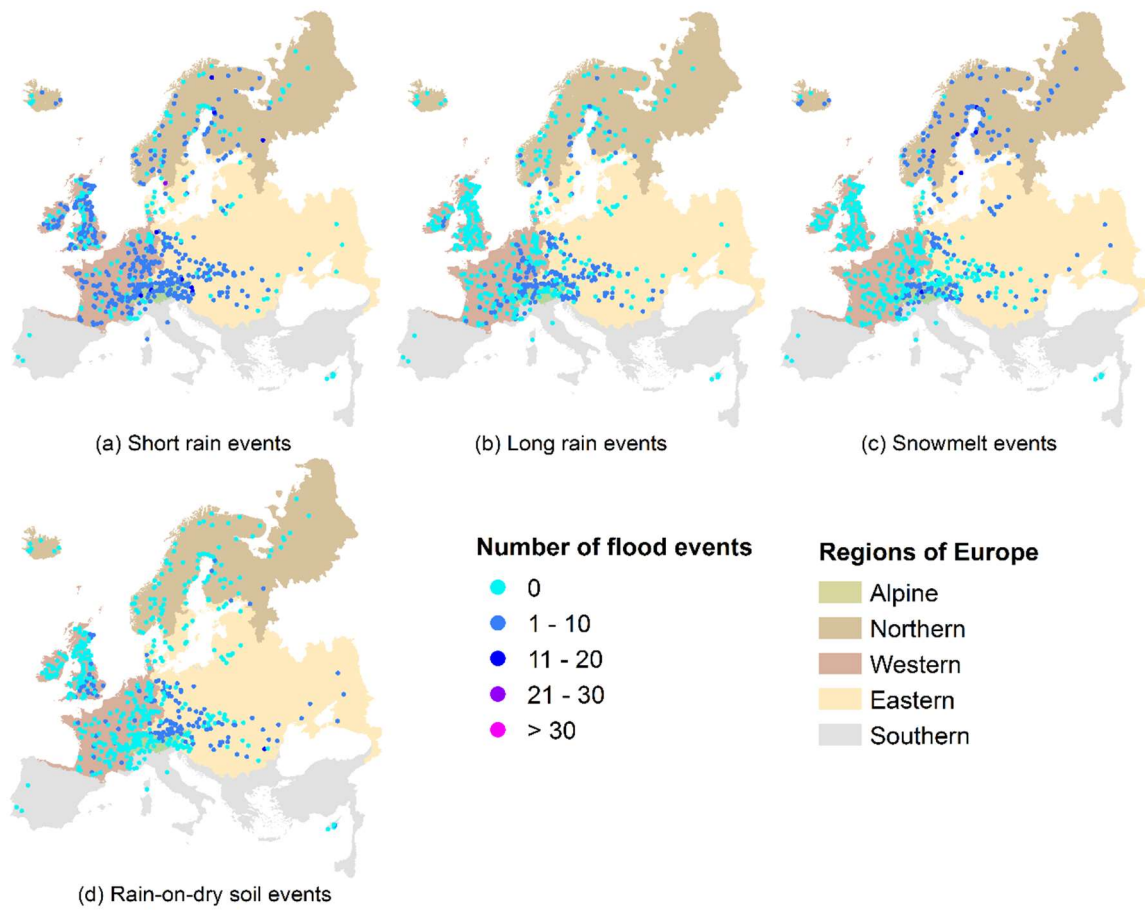 (a) Short rain events
(b) Long rain events
(c) Snowmelt events
Number of flood events
0
1 - 10
11 - 20
21 - 30
> 30
Regions of Europe
Alpine
Northern
Western
Eastern
Southern
(d) Rain-on-dry soil events